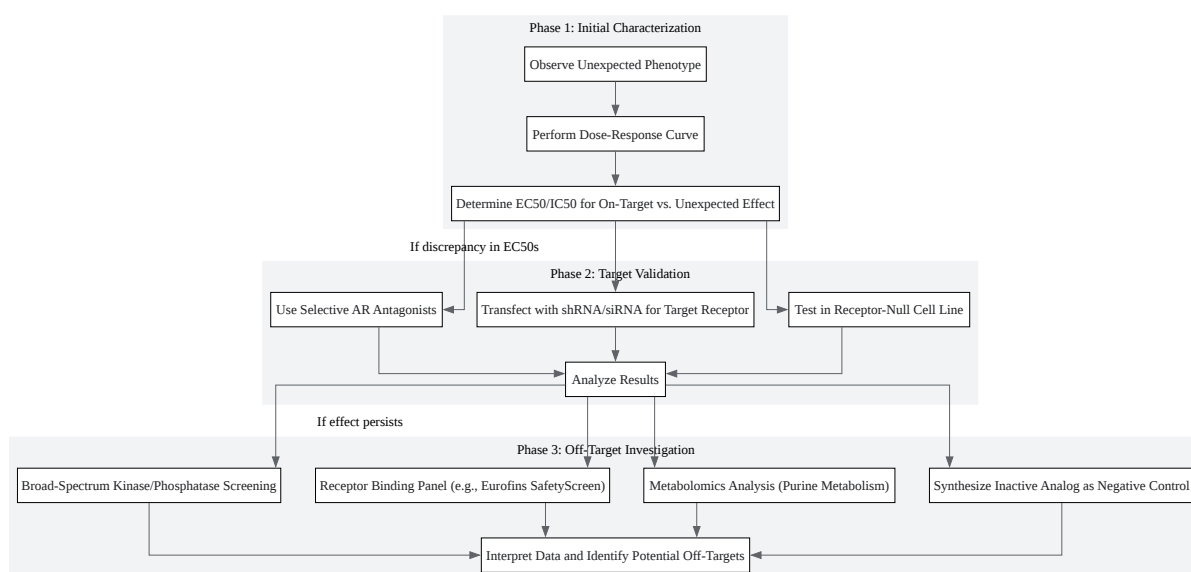 Phase 1: Initial Characterization
Observe Unexpected Phenotype
Perform Dose-Response Curve
Determine EC50/IC50 for On-Target vs. Unexpected Effect
If discrepancy in EC50s
Phase 2: Target Validation
Use Selective AR Antagonists
Transfect with shRNA/siRNA for Target Receptor
Test in Receptor-Null Cell Line
Analyze Results
If effect persists
Phase 3: Off-Target Investigation
Broad-Spectrum Kinase/Phosphatase Screening
Receptor Binding Panel (e.g., Eurofins SafetyScreen)
Metabolomics Analysis (Purine Metabolism)
Synthesize Inactive Analog as Negative Control
Interpret Data and Identify Potential Off-Targets